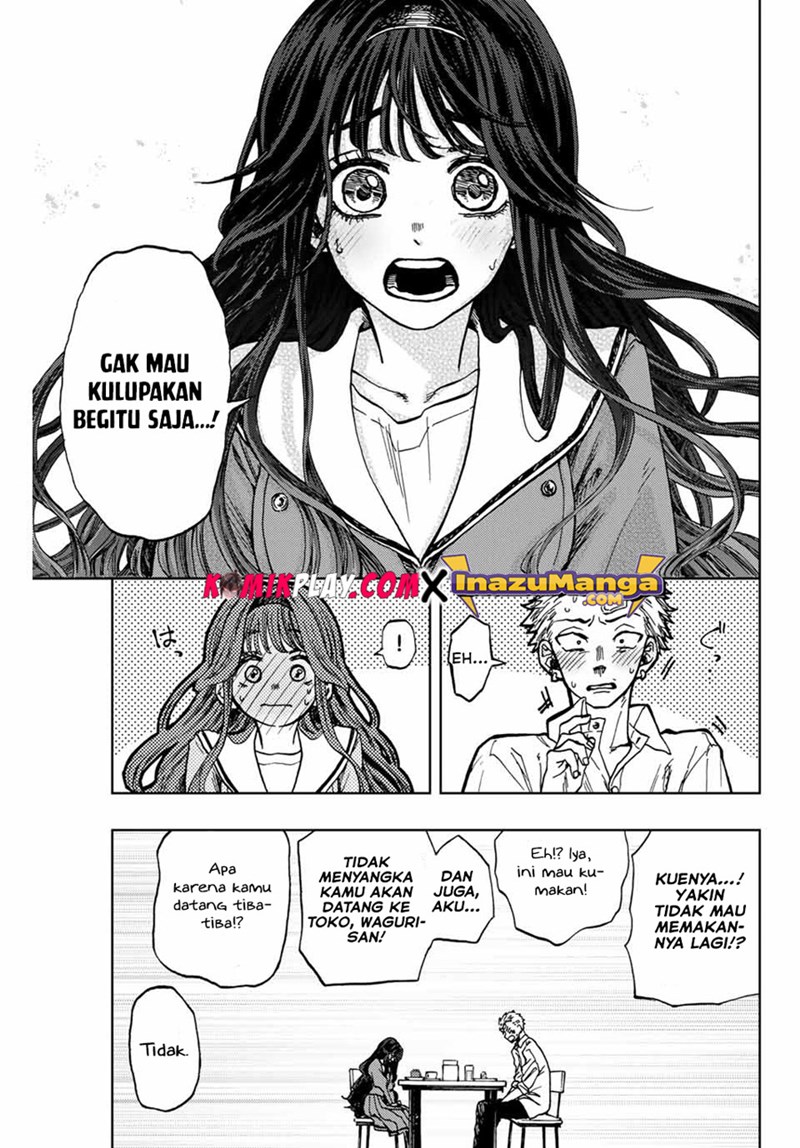 GAK MAU
KULUPAKAN
BEGITU SAJA...!
KOMIKPLAY.COM X INAZUMANGA
.COM
EH...
!
はっ
KUENYA...!
YAKIN
TIDAK MAU
MEMAKAN-
NYA LAGI!?
Eh!? Iya,
ini mau ku-
makan!
DAN
JUGA,
AKU...
TIDAK
MENYANGKA
KAMU AKAN
DATANG KE
TOKO, WAGURI-
SAN!
Apa
karena kamu
datang tiba-
tiba!?
Tidak.